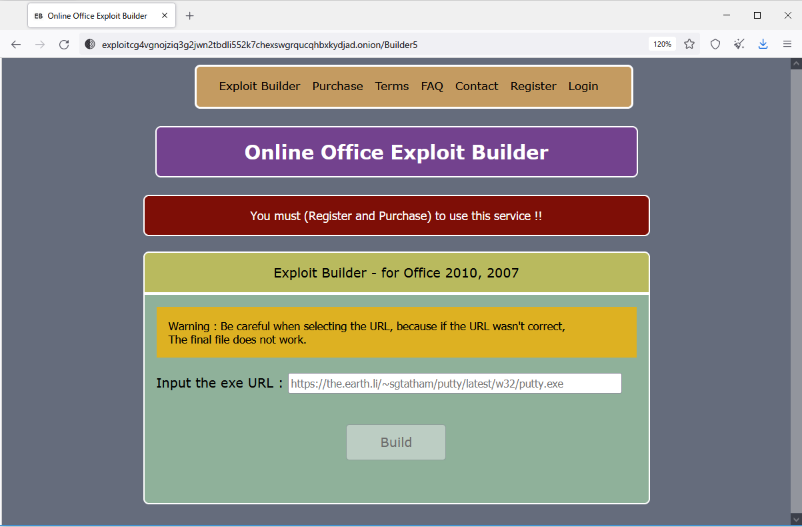 EB Online Office Exploit Builder
exploitcg4vgnojziq3g2jwn2tbdli552k7chexswgrqucqhbxkydjad.onion/Builder5
120%
Exploit Builder Purchase Terms FAQ Contact Register Login
Online Office Exploit Builder
You must (Register and Purchase) to use this service !!
Exploit Builder - for Office 2010, 2007
Warning : Be careful when selecting the URL, because if the URL wasn't correct,
The final file does not work.
Input the exe URL : https://the.earth.li/~sgtatham/putty/latest/w32/putty.exe
Build